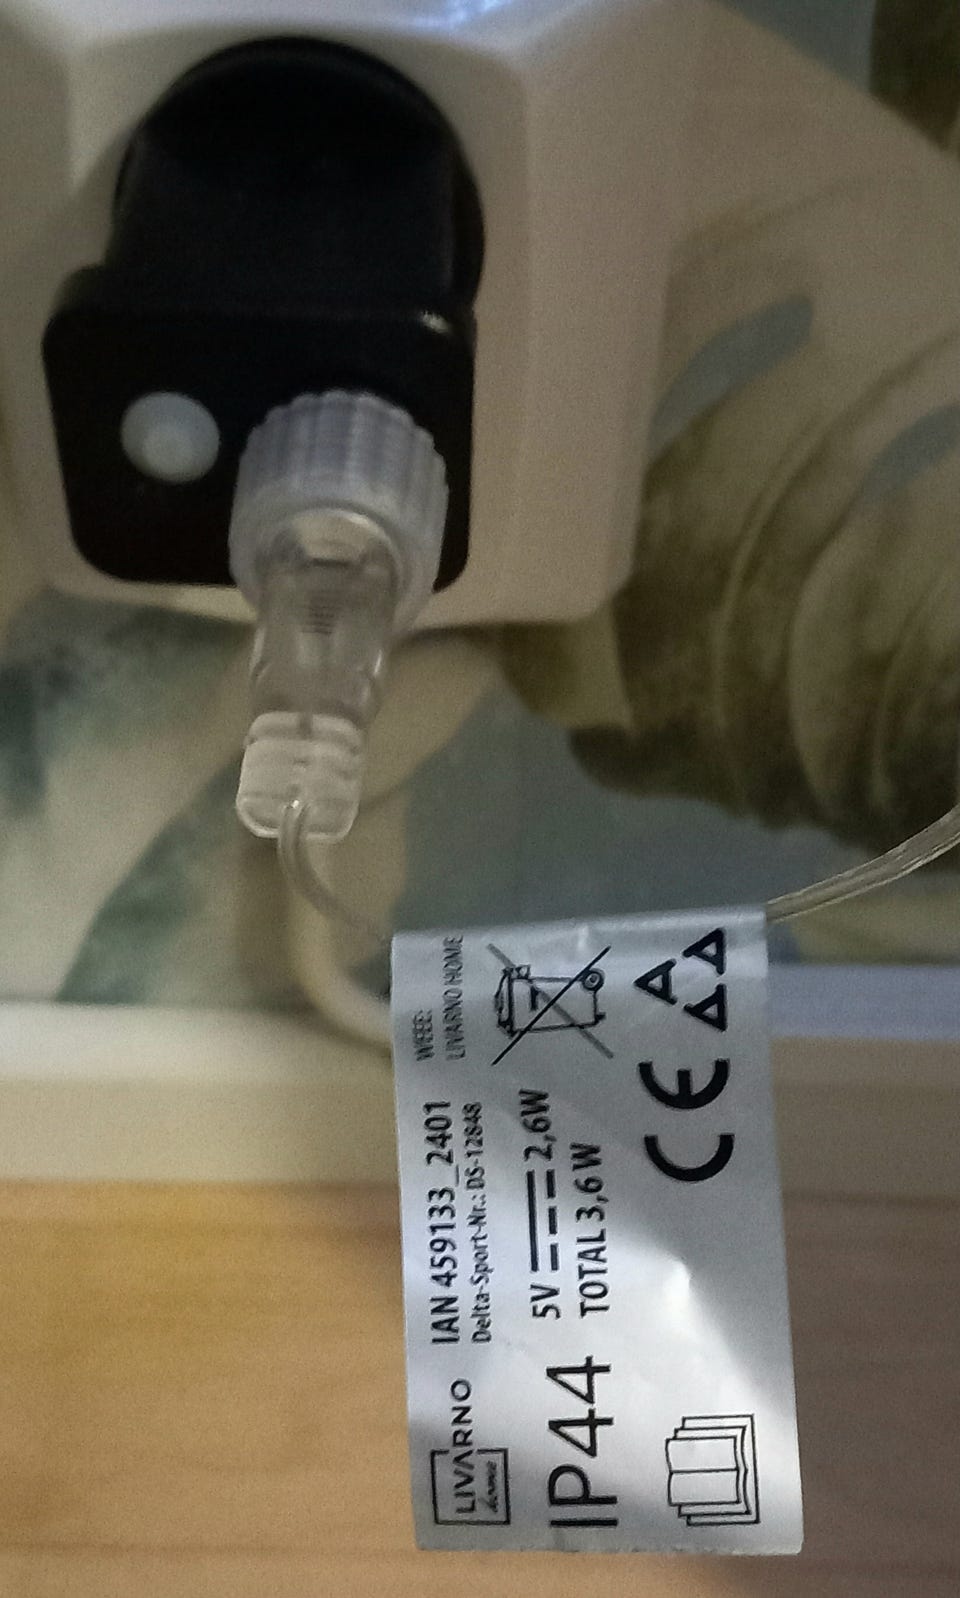 LIVARNO
home
IAN 459133_2401
Delta-Sport-Nr.: DS-12848
WEEE:
LIVARNO HOME
IP44
5V 2,6W
TOTAL 3,6 W
CE